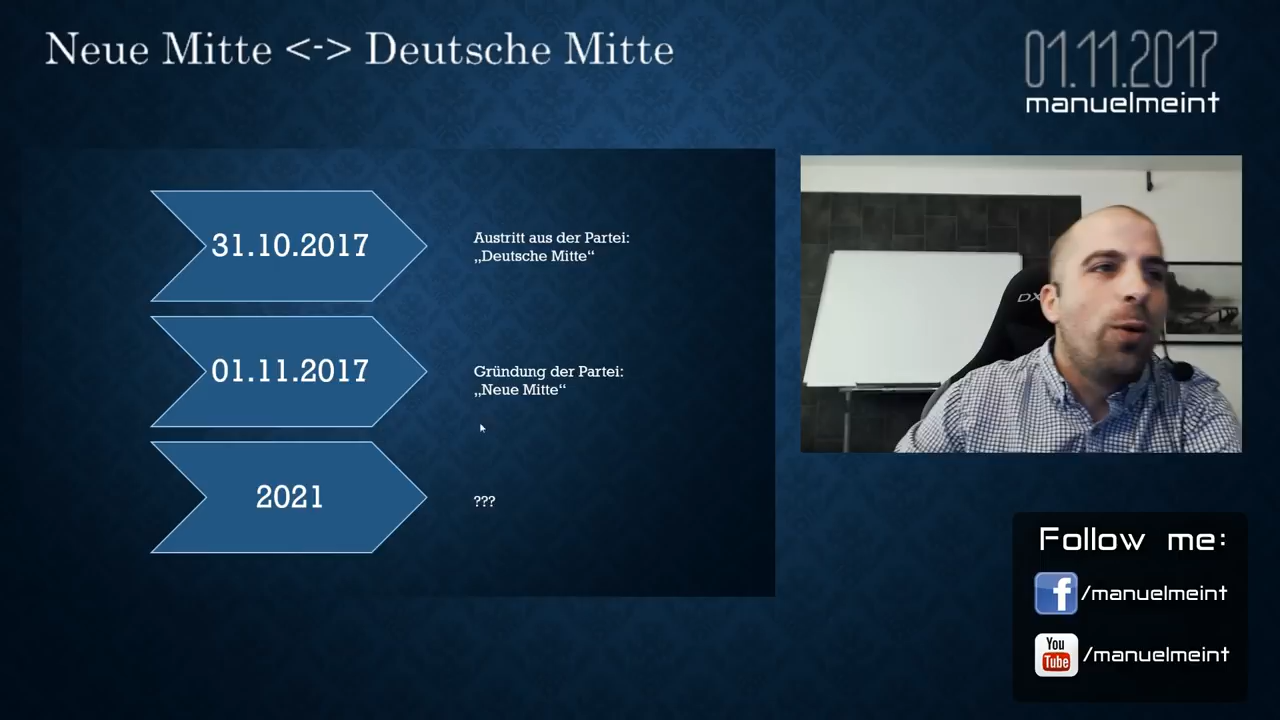 Neue Mitte <-> Deutsche Mitte
01.11.2017
manuelmeint
31.10.2017
Austritt aus der Partei:
„Deutsche Mitte“
01.11.2017
Gründung der Partei:
„Neue Mitte“
2021
???
DX
Follow me:
f /manuelmeint
You
Tube /manuelmeint